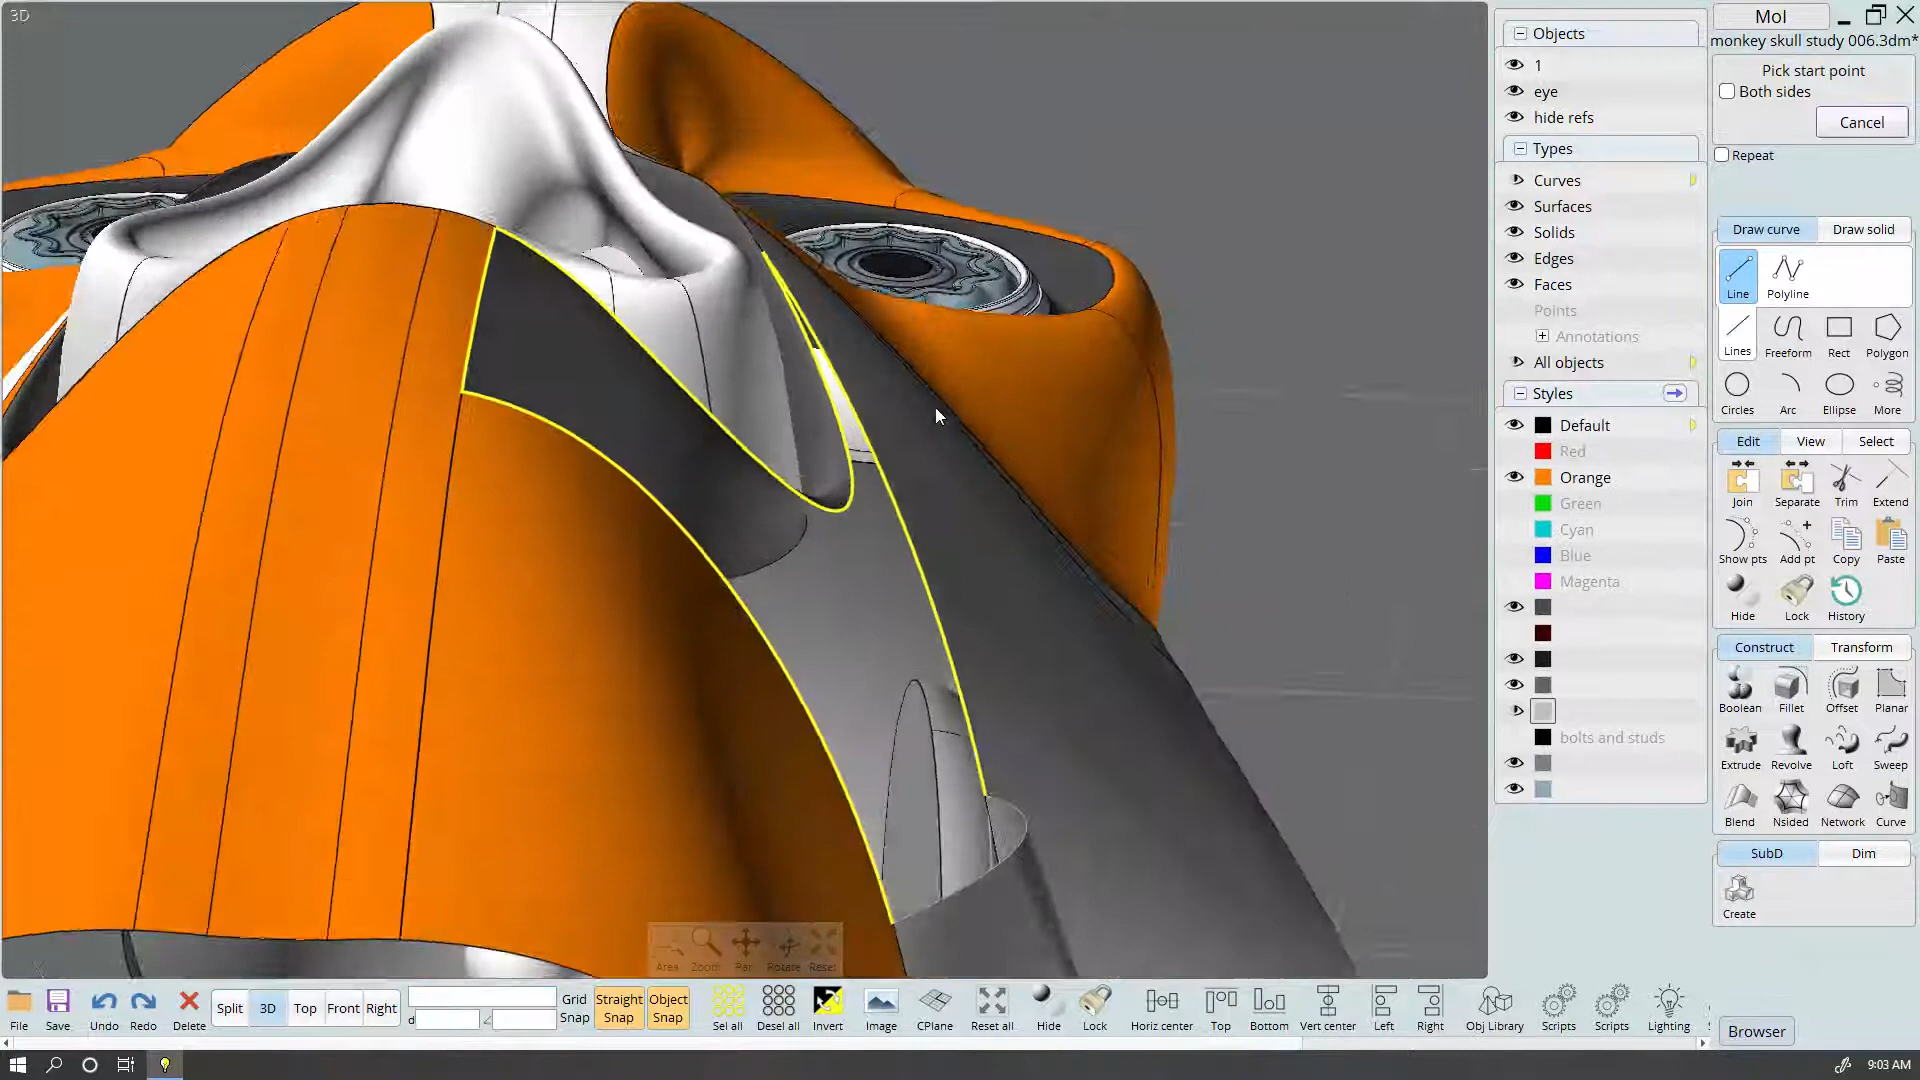 3D
Objects
1
eye
hide refs
Types
Curves
Surfaces
Solids
Edges
Faces
Points
Annotations
All objects
Styles
Default
Red
Orange
Green
Cyan
Blue
Magenta
bolts and studs
MoI
monkey skull study 006.3dm*
Pick start point
Both sides
Cancel
Repeat
Draw curve Draw solid
Line Polyline
Lines Freeform Rect Polygon
Circles Arc Ellipse More
Edit View Select
Join Separate Trim Extend
Show pts Add pt Copy Paste
Hide Lock History
Construct Transform
Boolean Fillet Offset Planar
Extrude Revolve Loft Sweep
Blend Nsided Network Curve
SubD Dim
Create
Area Zoom Pan Rotate Reset
File Save Undo Redo Delete
Split 3D Top Front Right
d
Grid Snap
Straight Snap
Object Snap
Sel all Desel all Invert Image CPlane Reset all Hide Lock Horiz center Top Bottom Vert center Left Right Obj Library Scripts Scripts Lighting
Browser
9:03 AM